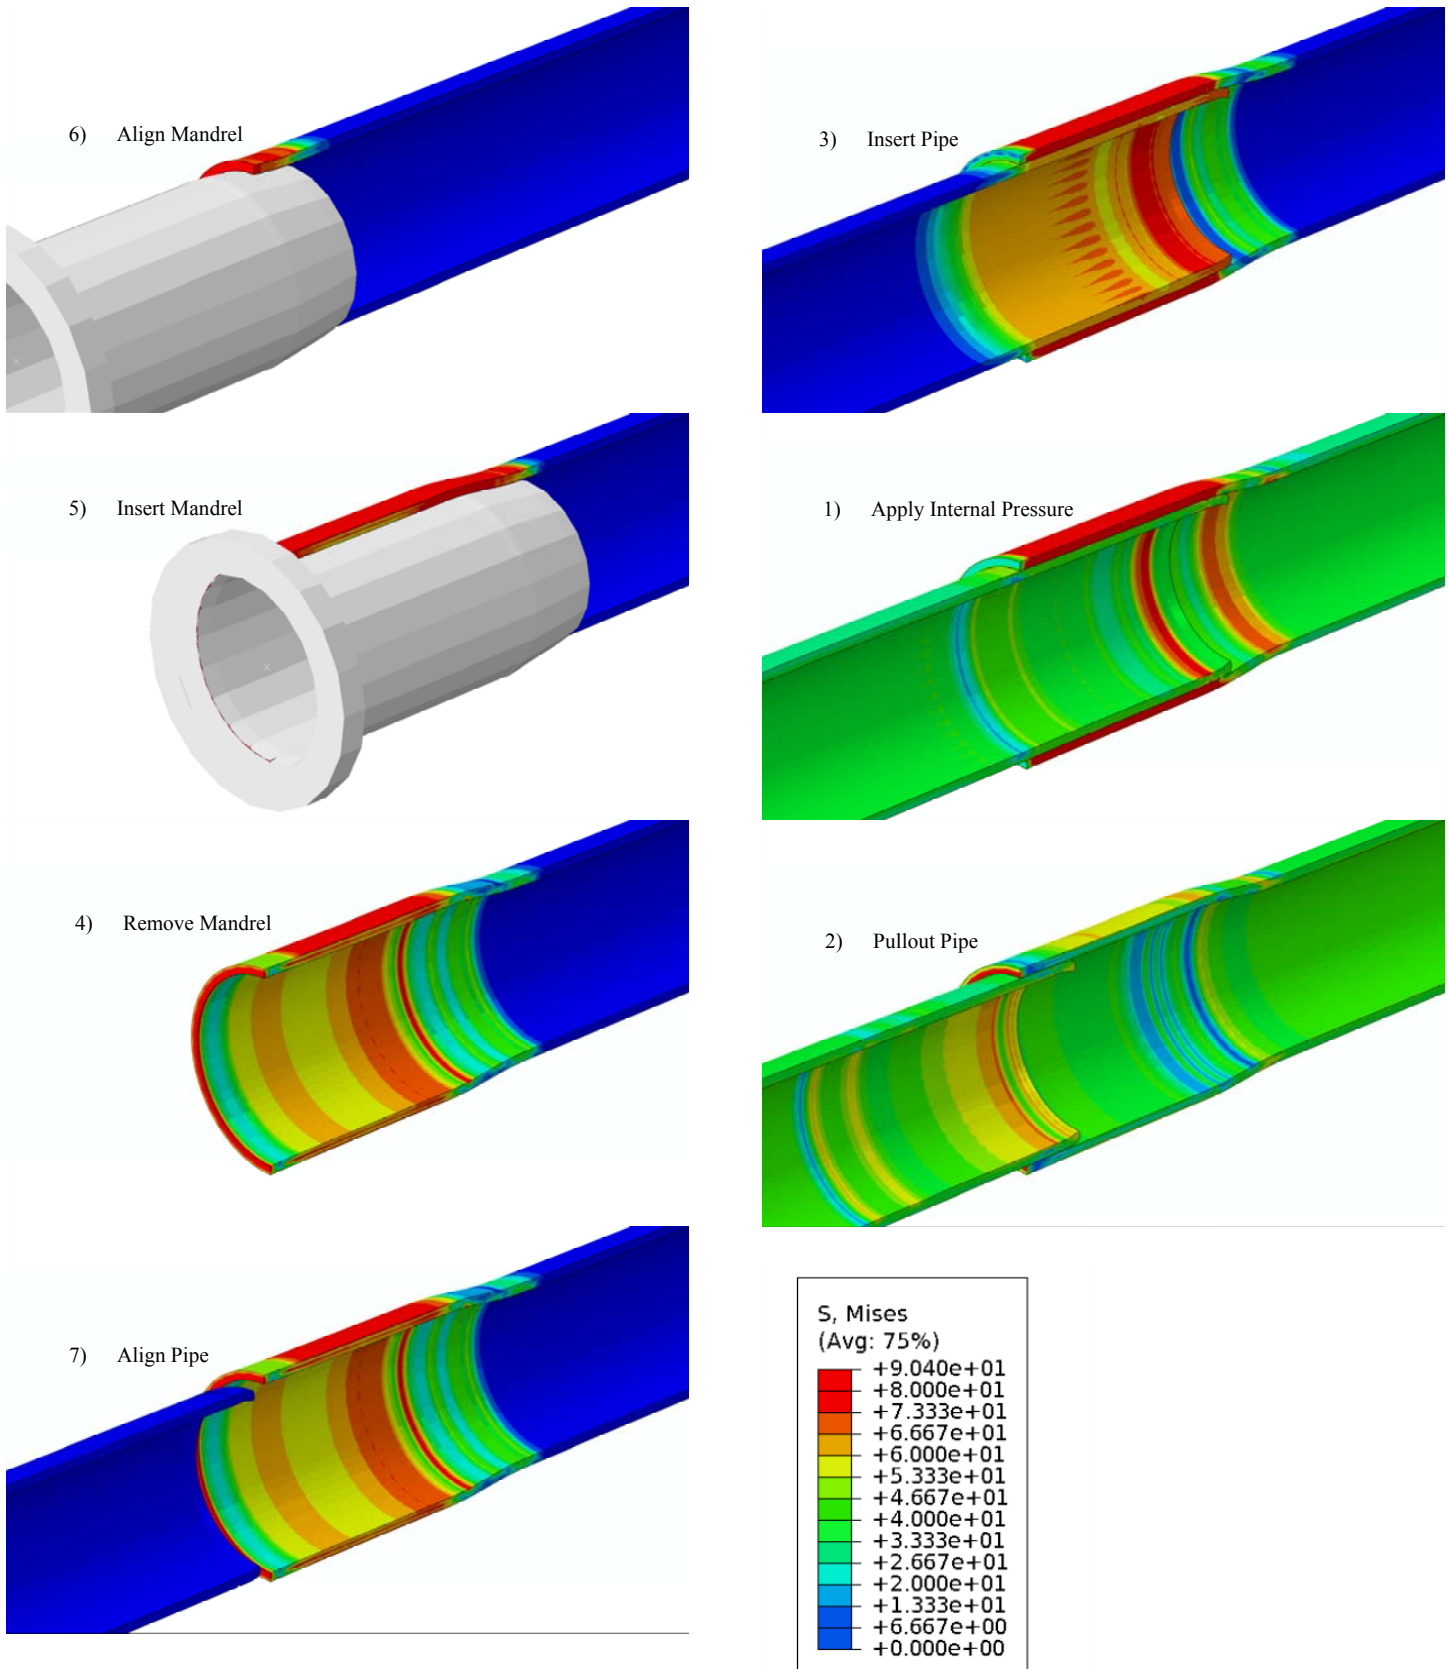 6) Align Mandrel
3) Insert Pipe
5) Insert Mandrel
1) Apply Internal Pressure
4) Remove Mandrel
2) Pullout Pipe
7) Align Pipe
S, Mises
(Avg: 75%)
+9.040e+01
+8.000e+01
+7.333e+01
+6.667e+01
+6.000e+01
+5.333e+01
+4.667e+01
+4.000e+01
+3.333e+01
+2.667e+01
+2.000e+01
+1.333e+01
+6.667e+00
+0.000e+00